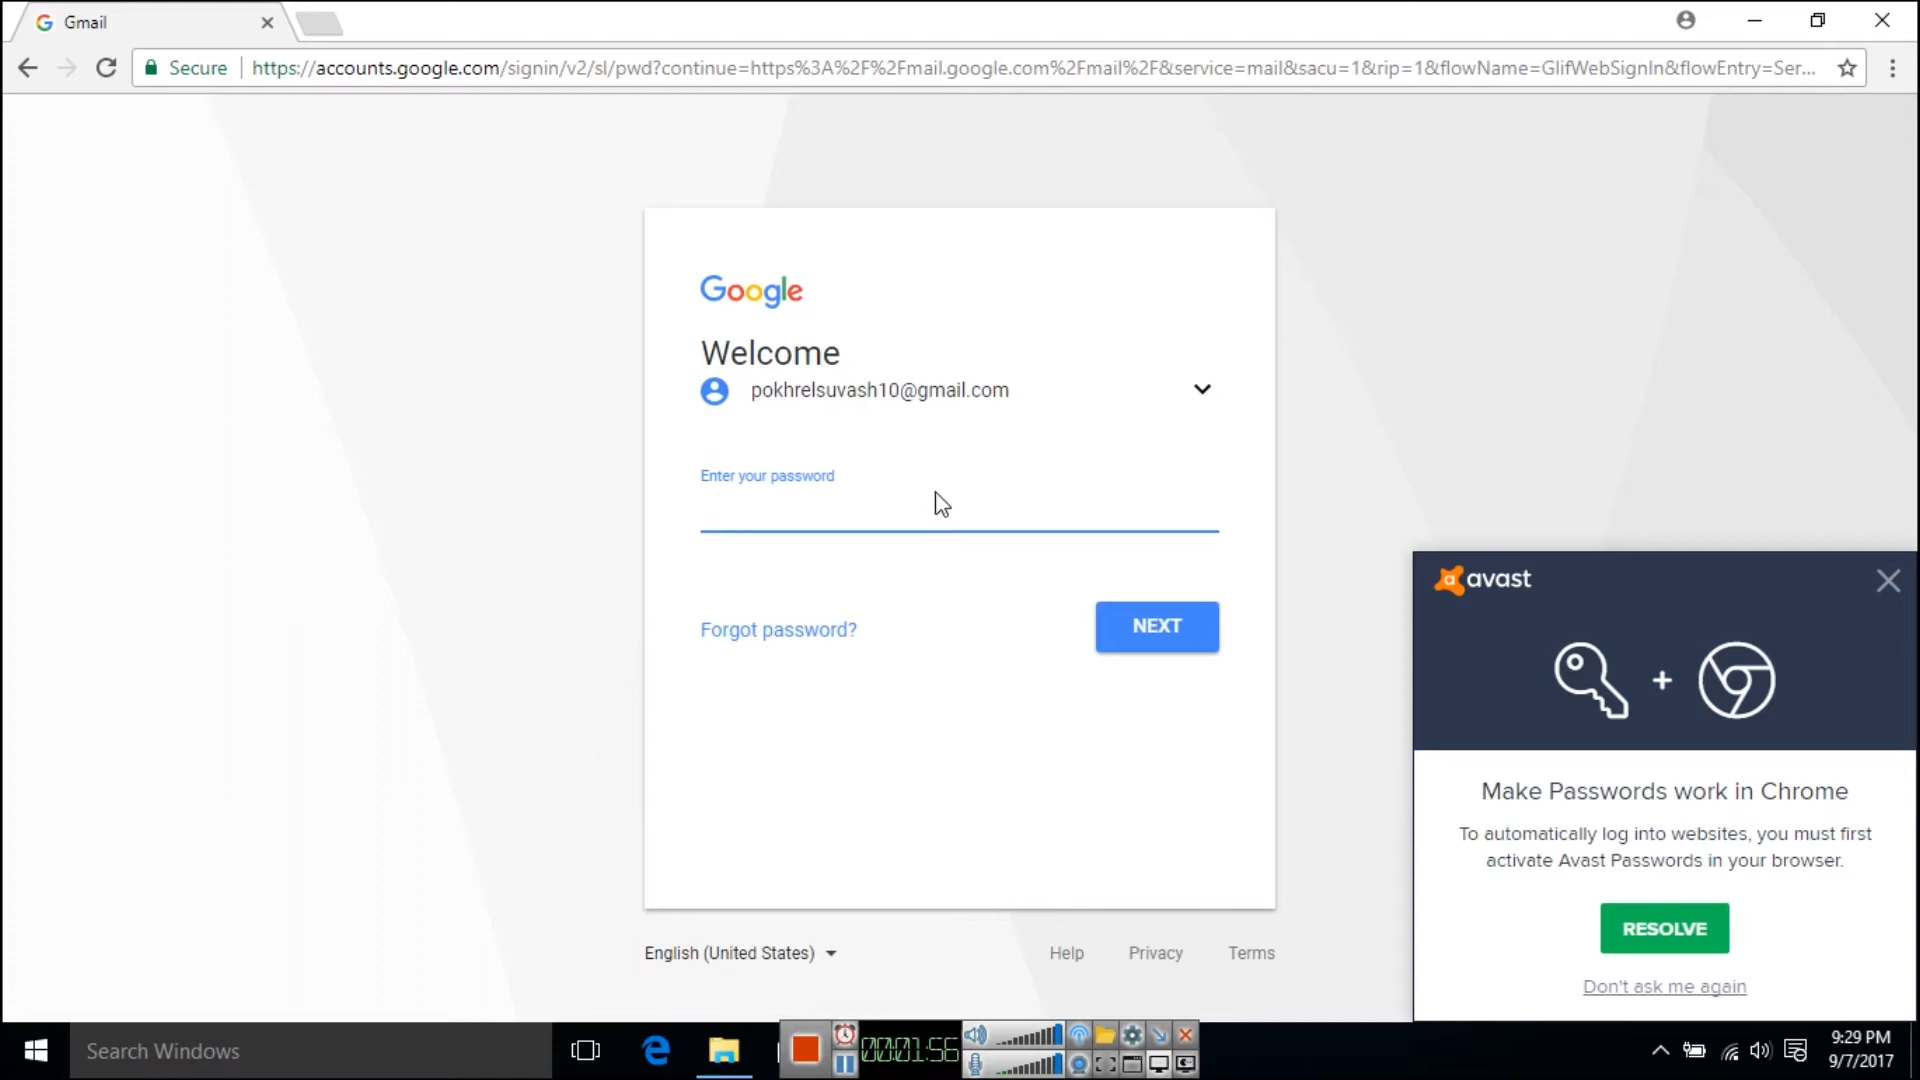 Gmail
Secure
https://accounts.google.com/signin/v2/sl/pwd?continue=https%3A%2F%2Fmail.google.com%2Fmail%2F&service=mail&sacu=1&rip=1&flowName=GlifWebSignIn&flowEntry=Ser...
Google
Welcome
pokhrelsuvash10@gmail.com
Enter your password
Forgot password?
NEXT
English (United States)
Help
Privacy
Terms
avast
+
Make Passwords work in Chrome
To automatically log into websites, you must first
activate Avast Passwords in your browser.
RESOLVE
Don't ask me again
Search Windows
00:01:56
9:29 PM
9/7/2017